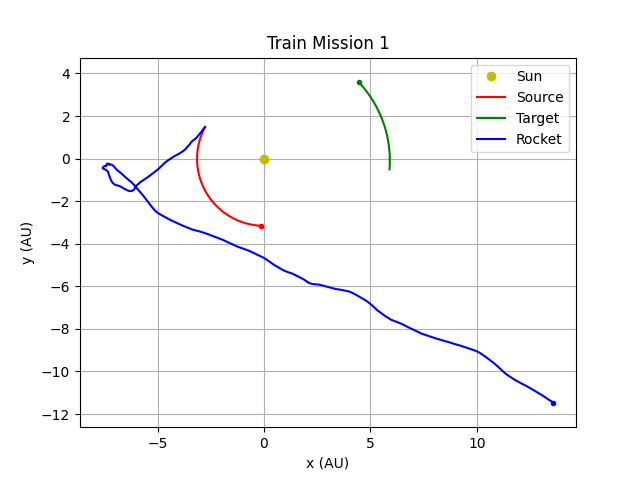 Train Mission 1
Sun
Source
Target
Rocket
4
2
0
−2
−4
−6
−8
−10
−12
y (AU)
−5
0
5
10
x (AU)